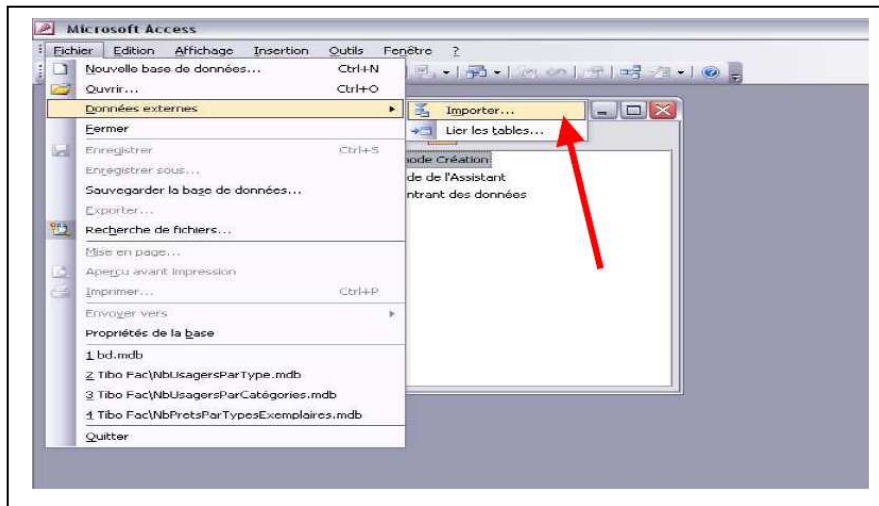 Microsoft Access
Fichier Edition Affichage Insertion Outils Fenêtre ?
Nouvelle base de données... Ctrl+N
Ouvrir... Ctrl+O
Données externes
Importer...
Fermer
Lier les tables...
Enregistrer Ctrl+S
ode Création
Enregistrer sous...
de de l'Assistant
Sauvegarder la base de données...
ntrant des données
Exporter...
Recherche de fichiers...
Mise en page...
Aperçu avant impression
Imprimer... Ctrl+P
Envoyer vers
Propriétés de la base
1 bd.mdb
2 Tibo Fac\NbUsagersParType.mdb
3 Tibo Fac\NbUsagersParCatégories.mdb
4 Tibo Fac\NbPretsParTypesExemplaires.mdb
Quitter